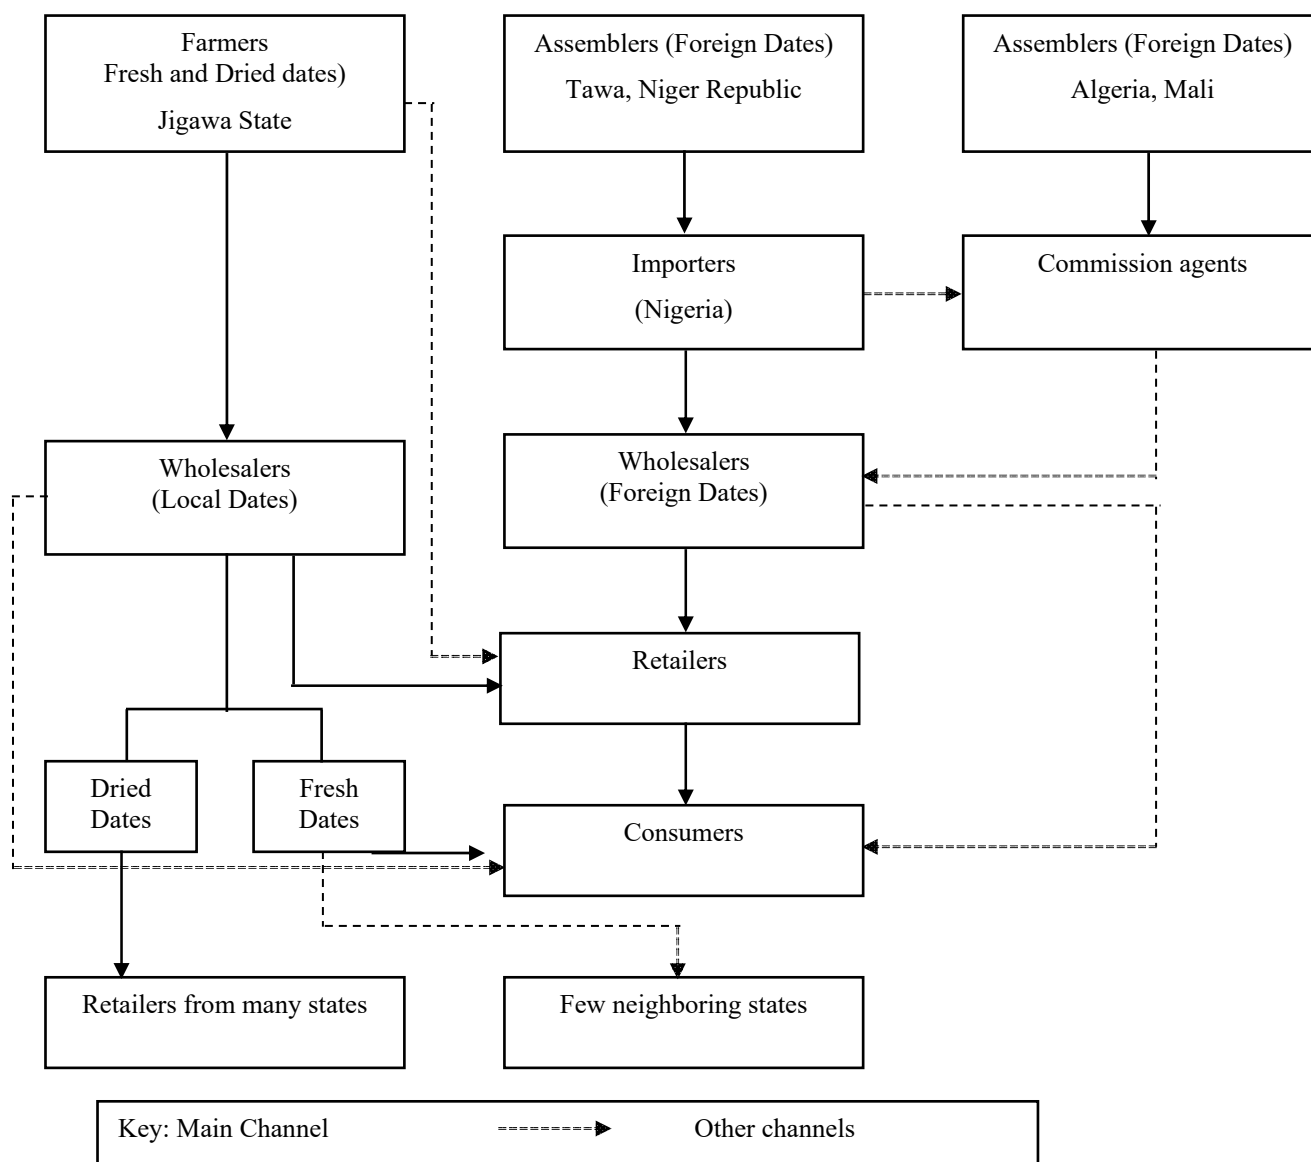 Farmers
Fresh and Dried dates)
Jigawa State
Assemblers (Foreign Dates)
Tawa, Niger Republic
Assemblers (Foreign Dates)
Algeria, Mali
Importers
(Nigeria)
Commission agents
Wholesalers
(Local Dates)
Wholesalers
(Foreign Dates)
Retailers
Dried
Dates
Fresh
Dates
Consumers
Retailers from many states
Few neighboring states
Key: Main Channel
Other channels